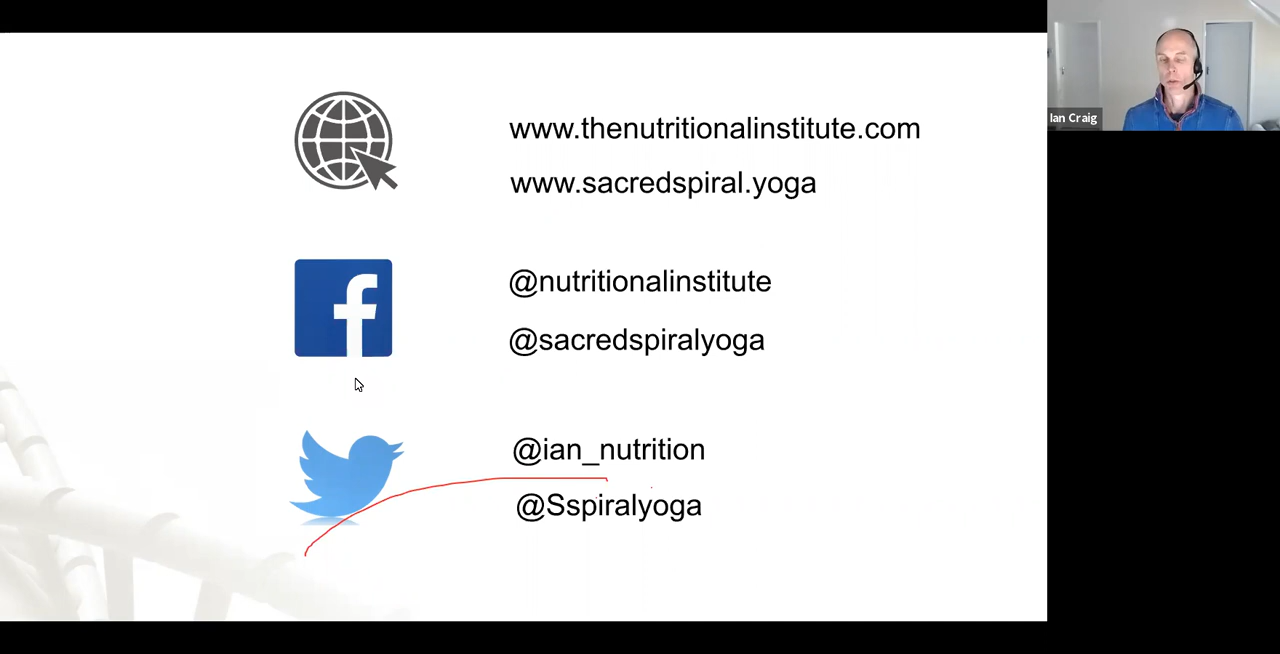 www.thenutritionalinstitute.com
www.sacredspiral.yoga
@nutritionalinstitute
@sacredspiralyoga
@ian_nutrition
@Sspiralyoga
Ian Craig